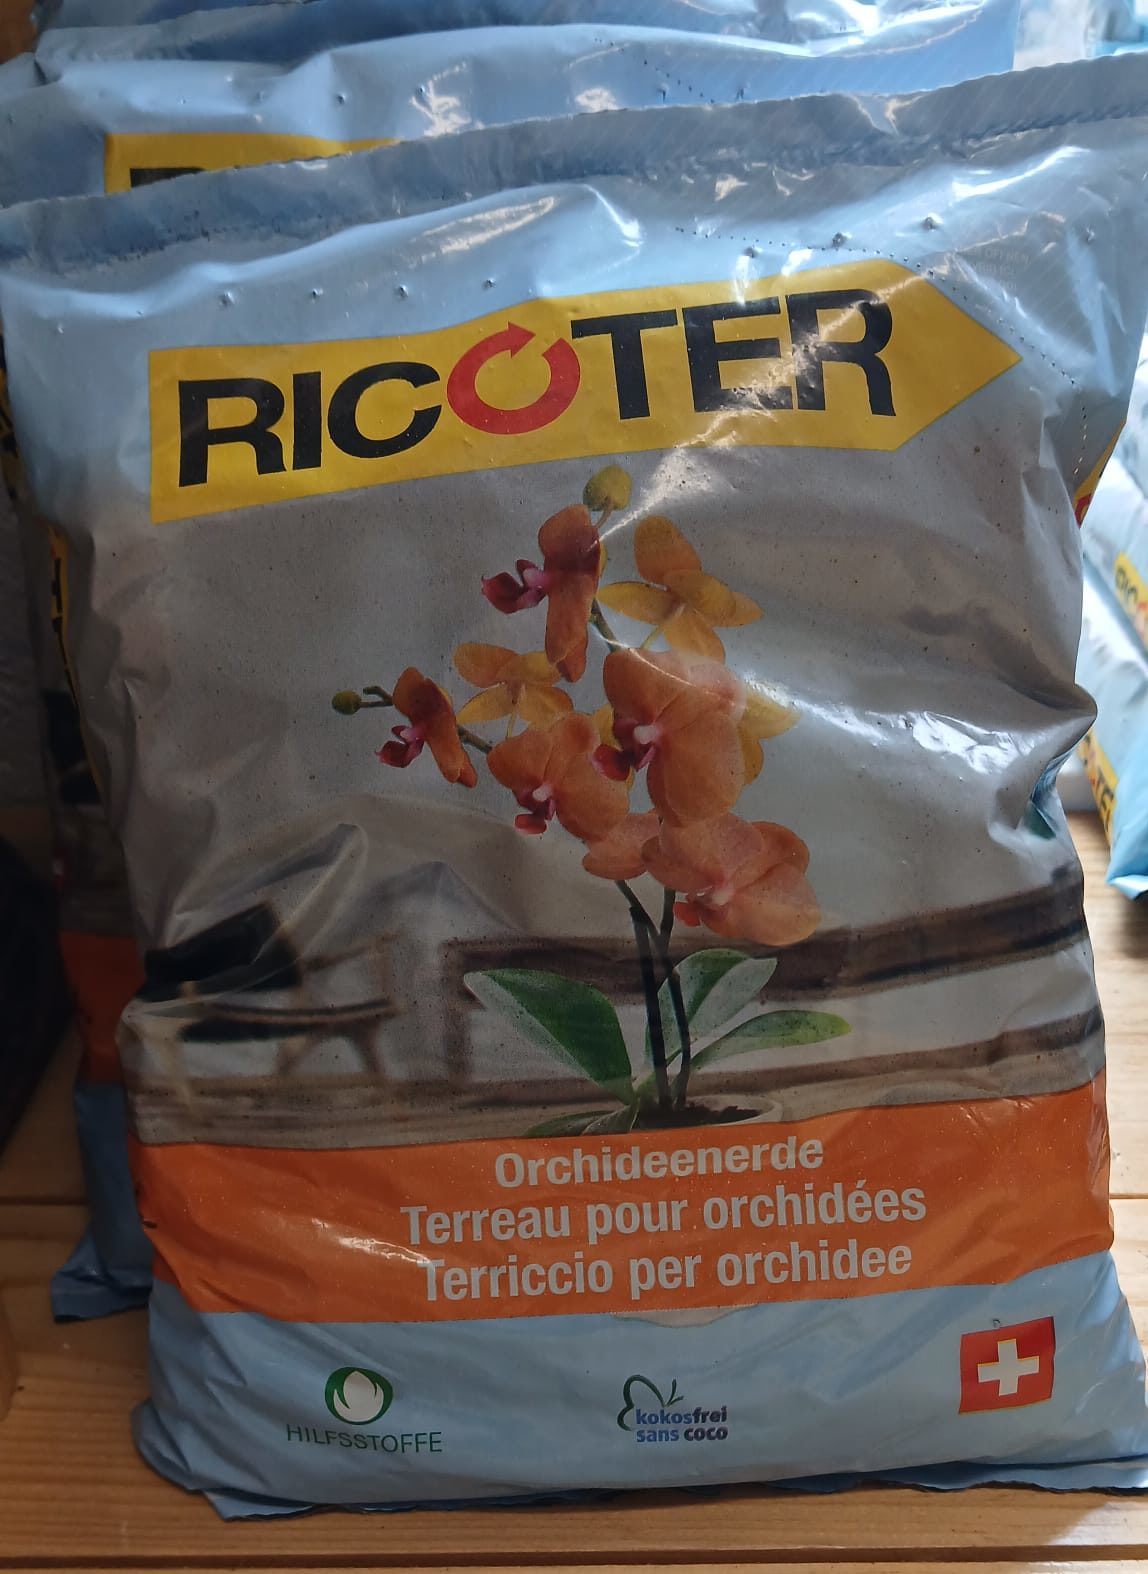 RICOTER
Orchideenerde
Terreau pour orchidées
Terriccio per orchidee
HILFSSTOFFE
kokosfrei
sans coco